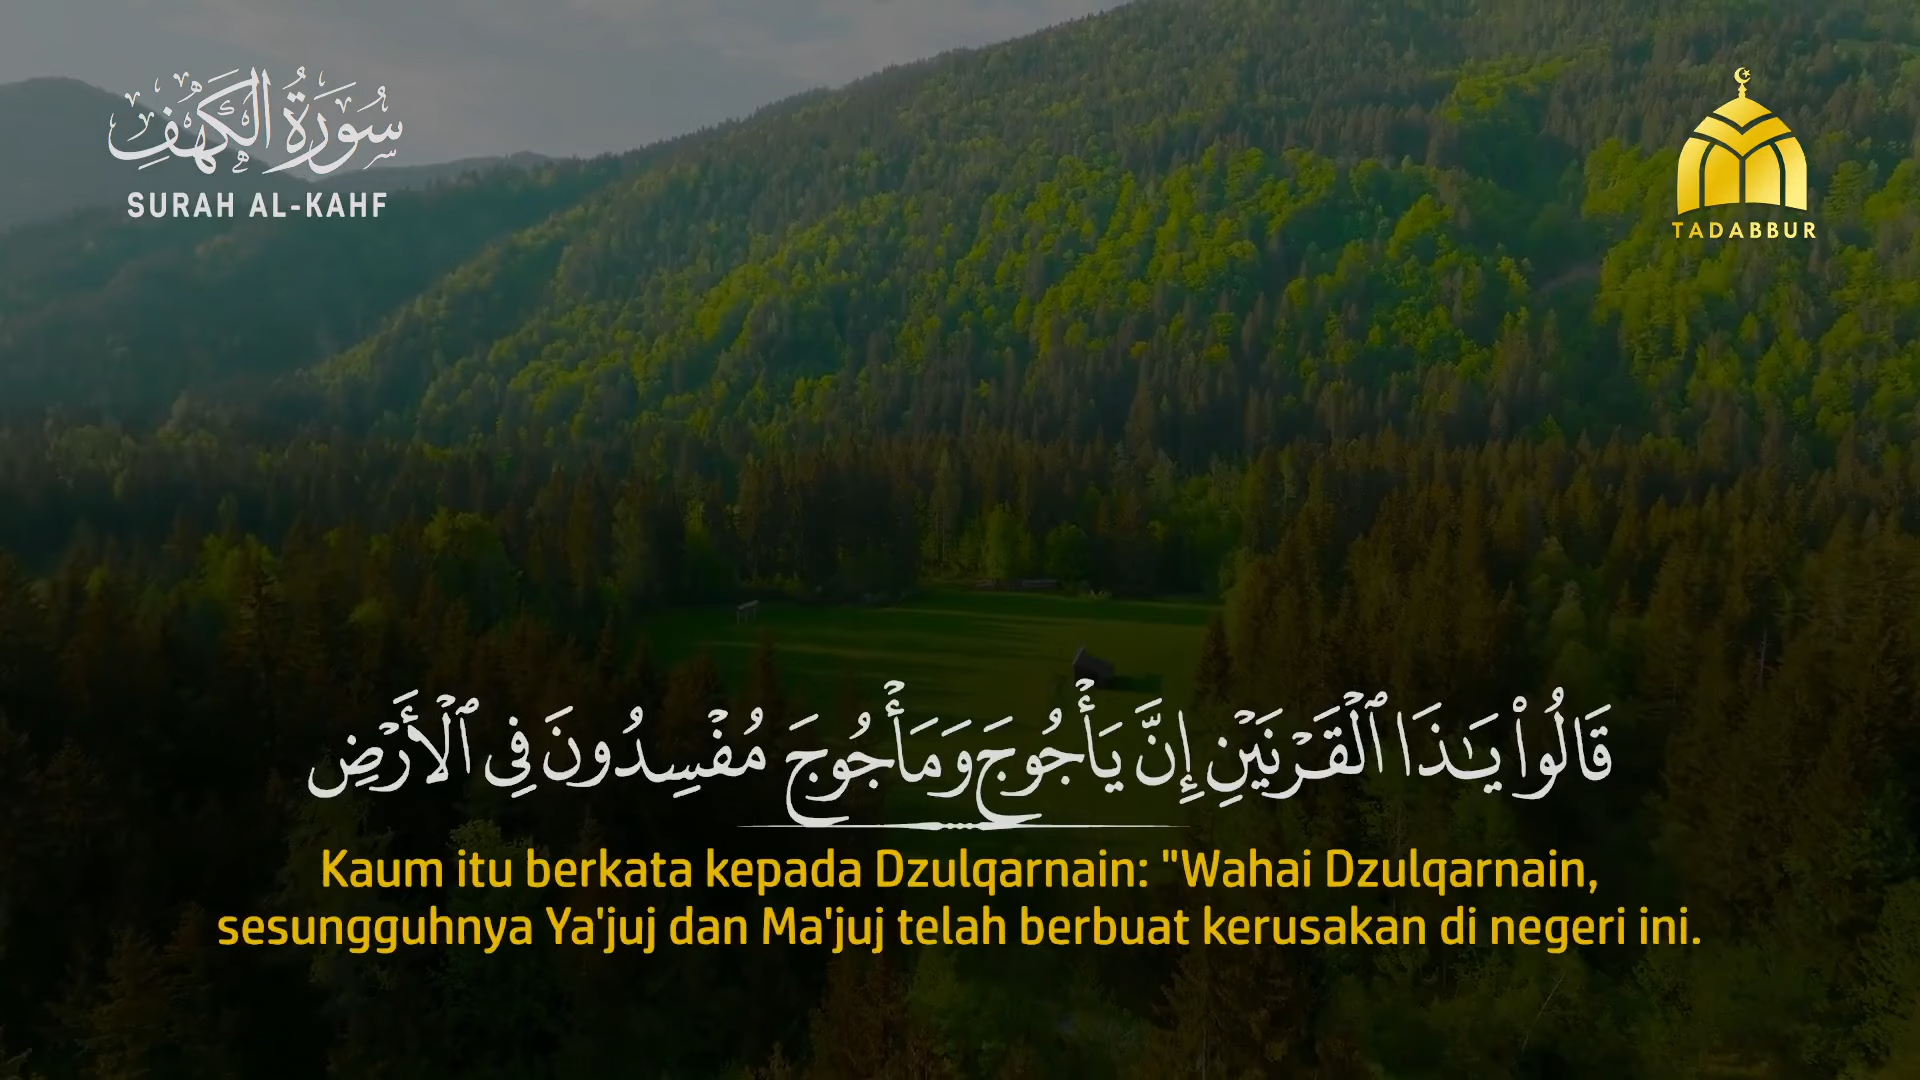 سُورَةُ الكَهْفِ
SURAH AL-KAHF
TADABBUR
قَالُوا۟ يَـٰذَا ٱلْقَرْنَيْنِ إِنَّ يَأْجُوجَ وَمَأْجُوجَ مُفْسِدُونَ فِى ٱلْأَرْضِ
Kaum itu berkata kepada Dzulqarnain: "Wahai Dzulqarnain,
sesungguhnya Ya'juj dan Ma'juj telah berbuat kerusakan di negeri ini.